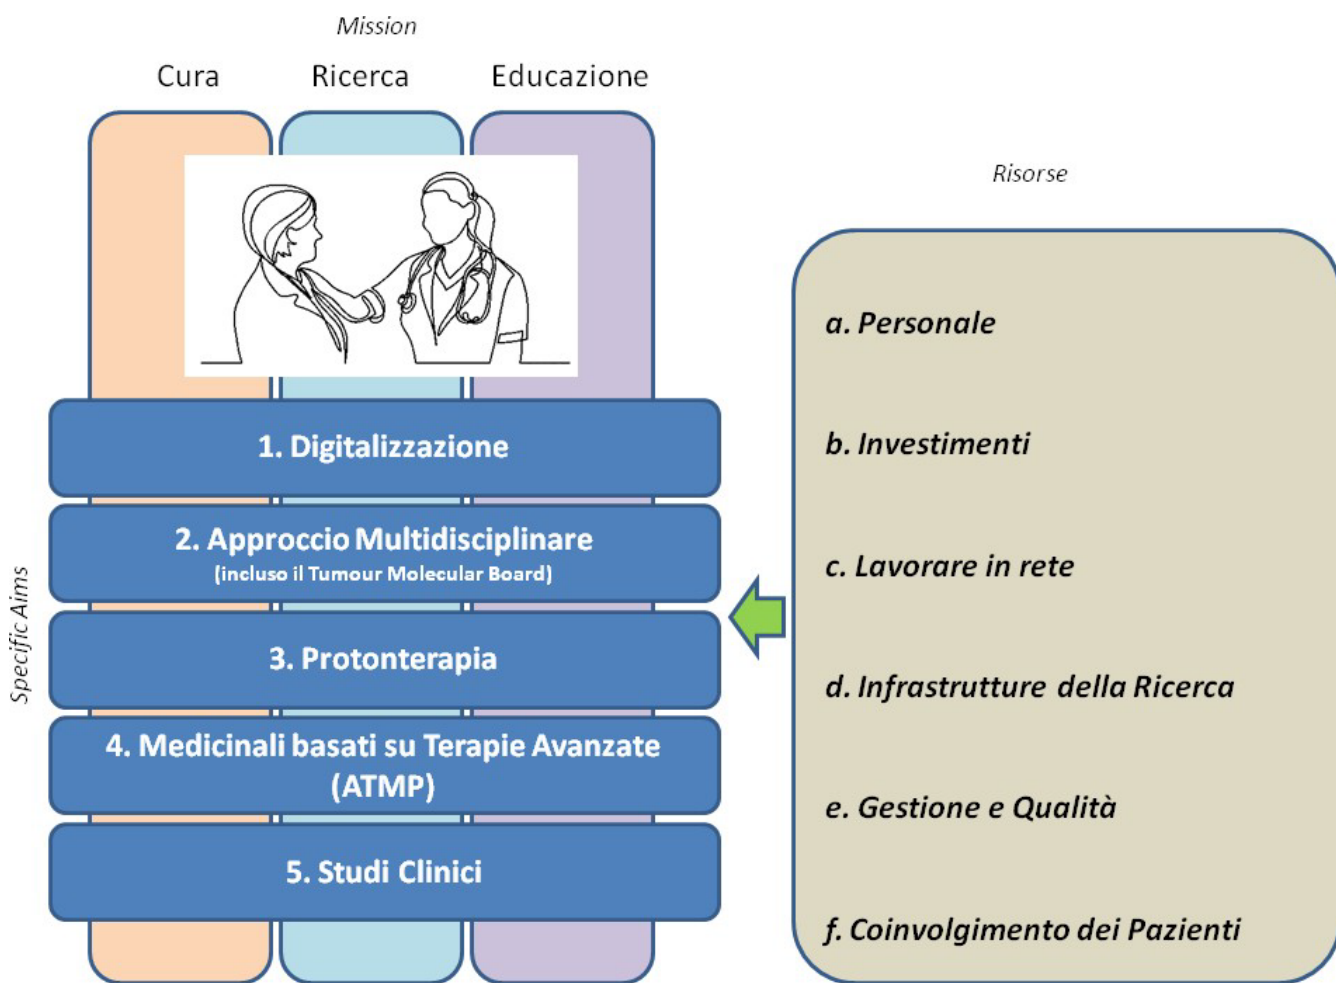 Mission
Cura Ricerca Educazione
Risorse
Specific Aims
1. Digitalizzazione
2. Approccio Multidisciplinare
(incluso il Tumour Molecular Board)
3. Protonterapia
4. Medicinali basati su Terapie Avanzate
(ATMP)
5. Studi Clinici
a. Personale
b. Investimenti
c. Lavorare in rete
d. Infrastrutture della Ricerca
e. Gestione e Qualità
f. Coinvolgimento dei Pazienti